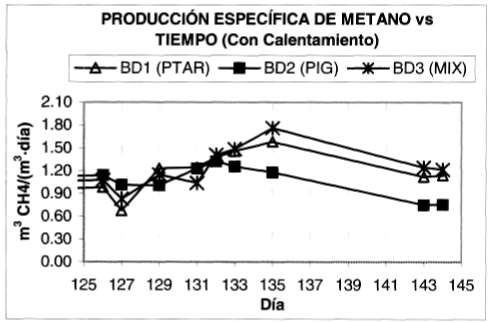 PRODUCCIÓN ESPECÍFICA DE METANO vs
TIEMPO (Con Calentamiento)
BD1 (PTAR) BD2 (PIG) BD3 (MIX)
m³ CH4/(m³·día)
2.10
1.80
1.50
1.20
0.90
0.60
0.30
0.00
125 127 129 131 133 135 137 139 141 143 145
Día